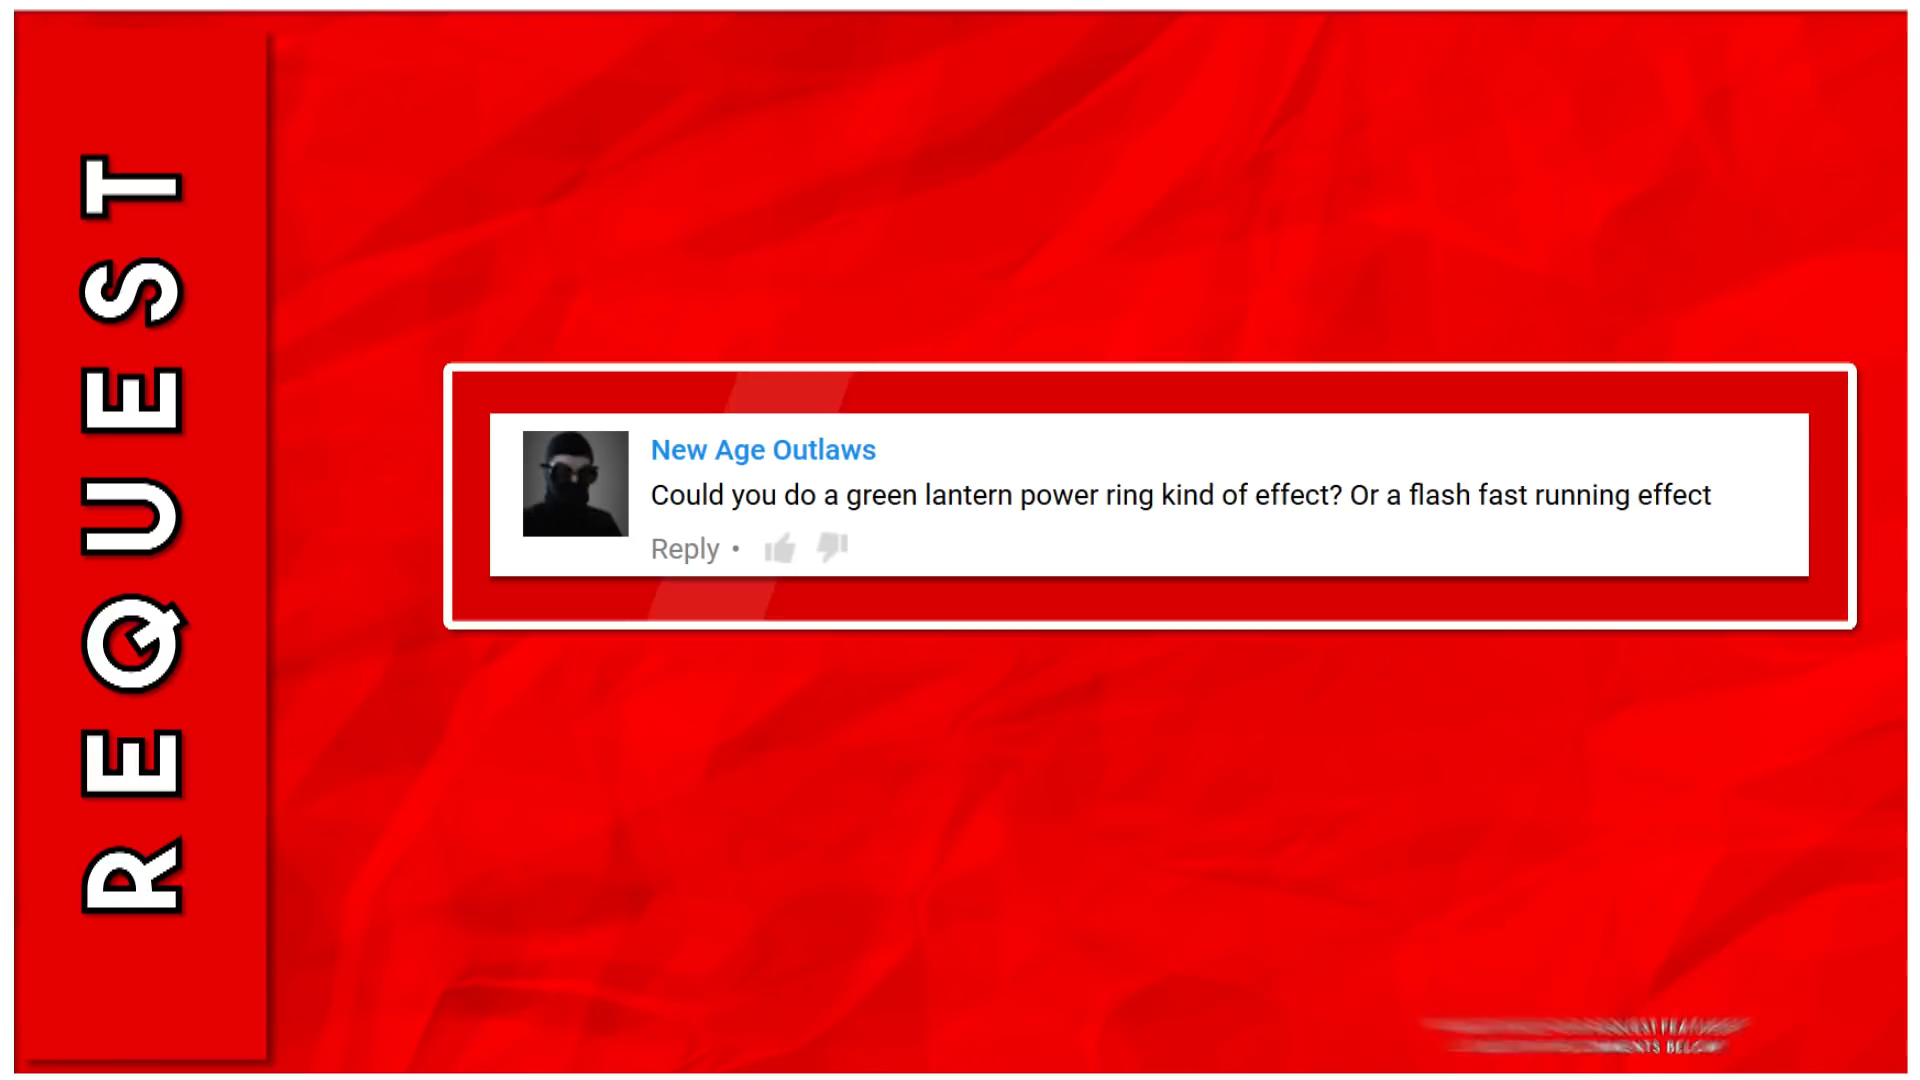 REQUEST
New Age Outlaws
Could you do a green lantern power ring kind of effect? Or a flash fast running effect
Reply •